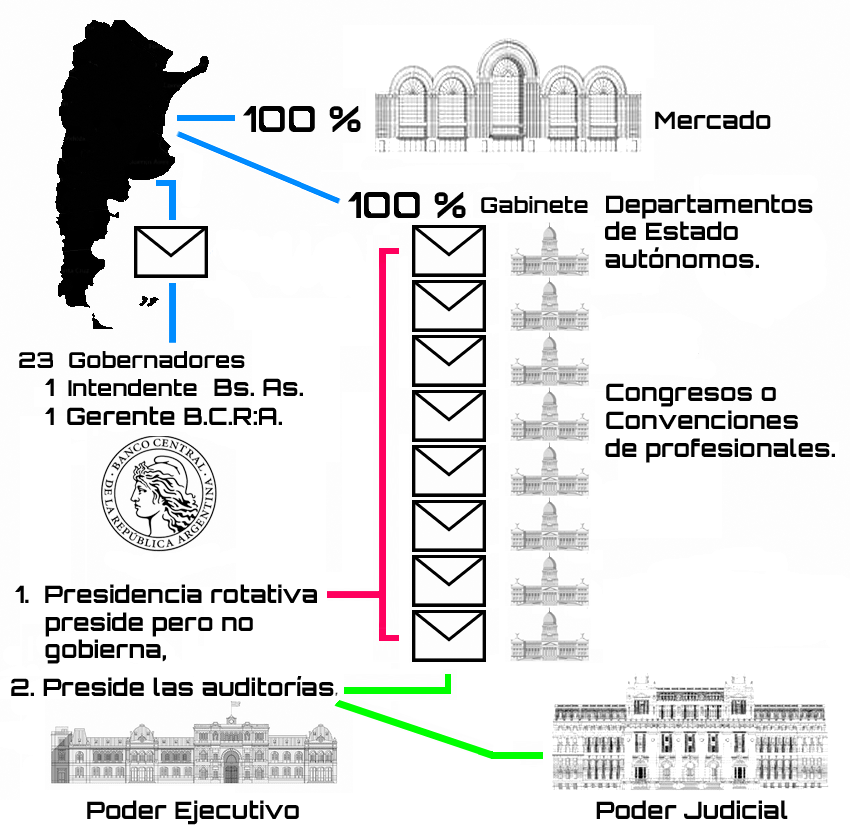 100 %
Mercado
100 % Gabinete
Departamentos
de Estado
autónomos.
23 Gobernadores
1 Intendente Bs. As.
1 Gerente B.C.R:A.
· BANCO CENTRAL ·
DE LA REPÚBLICA ARGENTINA
Congresos o
Convenciones
de profesionales.
1. Presidencia rotativa
preside pero no
gobierna,
2. Preside las auditorías.
Poder Ejecutivo
Poder Judicial